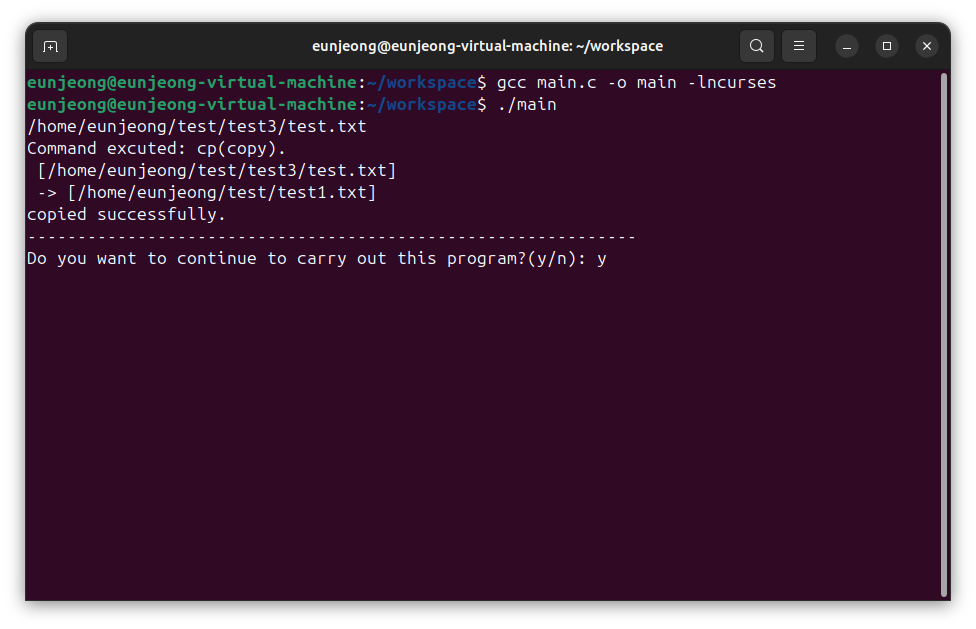 eunjeong@eunjeong-virtual-machine: ~/workspace
eunjeong@eunjeong-virtual-machine:~/workspace$ gcc main.c -o main -lncurses
eunjeong@eunjeong-virtual-machine:~/workspace$ ./main
/home/eunjeong/test/test3/test.txt
Command excuted: cp(copy).
 [/home/eunjeong/test/test3/test.txt]
 -> [/home/eunjeong/test/test1.txt]
copied successfully.
-------------------------------------------------------------
Do you want to continue to carry out this program?(y/n): y